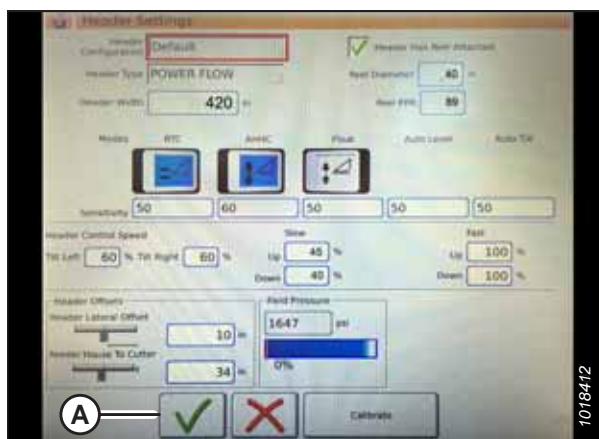 Header Settings
Header Configuration Default
Header Has Reel Attached
Header Type POWER FLOW
Reel Diameter 40 in
Header Width 420 in
Reel PPR 89
Modes RTC AHHC Float Auto Level Auto Tilt
Sensitivity 50 60 50 50 50
Header Control Speed
Slow
Fast
Tilt Left 60 % Tilt Right 60 %
Up 45 %
Up 100 %
Down 40 %
Down 100 %
Header Offsets
Field Pressure
Header Lateral Offset
1647 psi
10 in
Feeder House To Cutter
0%
34 in
A
Calibrate
1018412